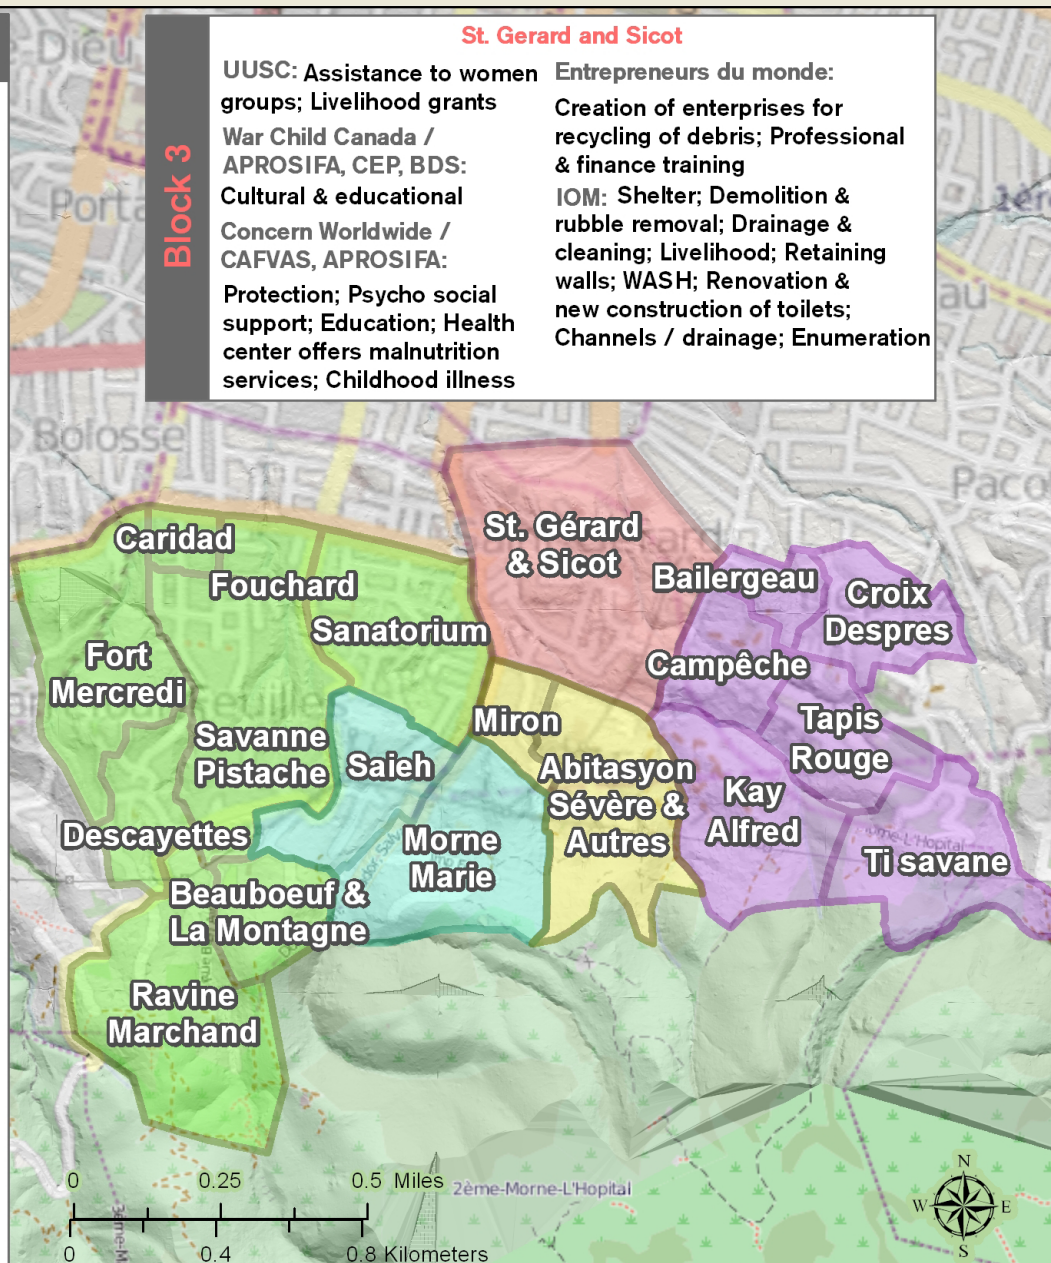 St. Gerard and Sicot
Block 3
UUSC: Assistance to women
groups; Livelihood grants
War Child Canada /
APROSIFA, CEP, BDS:
Cultural & educational
Concern Worldwide /
CAFVAS, APROSIFA:
Protection; Psycho social
support; Education; Health
center offers malnutrition
services; Childhood illness
Entrepreneurs du monde:
Creation of enterprises for
recycling of debris; Professional
& finance training
IOM: Shelter; Demolition &
rubble removal; Drainage &
cleaning; Livelihood; Retaining
walls; WASH; Renovation &
new construction of toilets;
Channels / drainage; Enumeration
Bolosse
St. Gérard
& Sicot
Caridad
Fouchard
Sanatorium
Bailergeau
Croix
Despres
Fort
Mercredi
Campêche
Savanne
Pistache
Saieh
Miron
Tapis
Rouge
Abitasyon
Sévère &
Autres
Kay
Alfred
Descayettes
Morne
Marie
Ti savane
Beauboeuf &
La Montagne
Ravine
Marchand
0 0.25 0.5 Miles
0 0.4 0.8 Kilometers
2ème-Morne-L'Hopital
N
W E
S